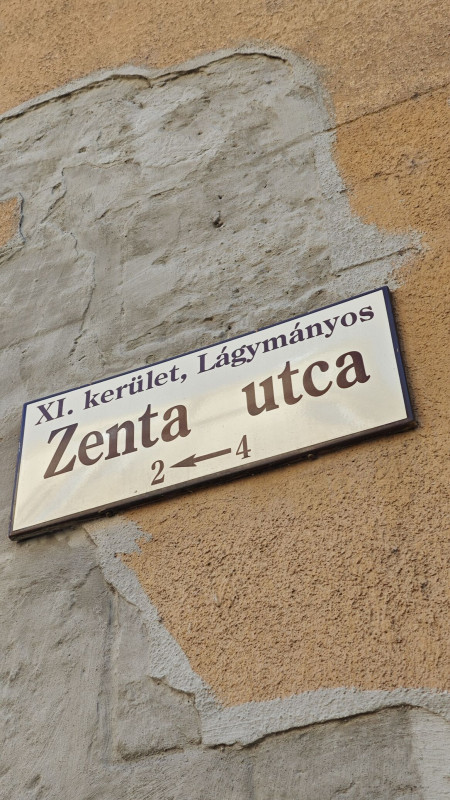 XI. kerület, Lágymányos
Zenta utca
2 ← 4